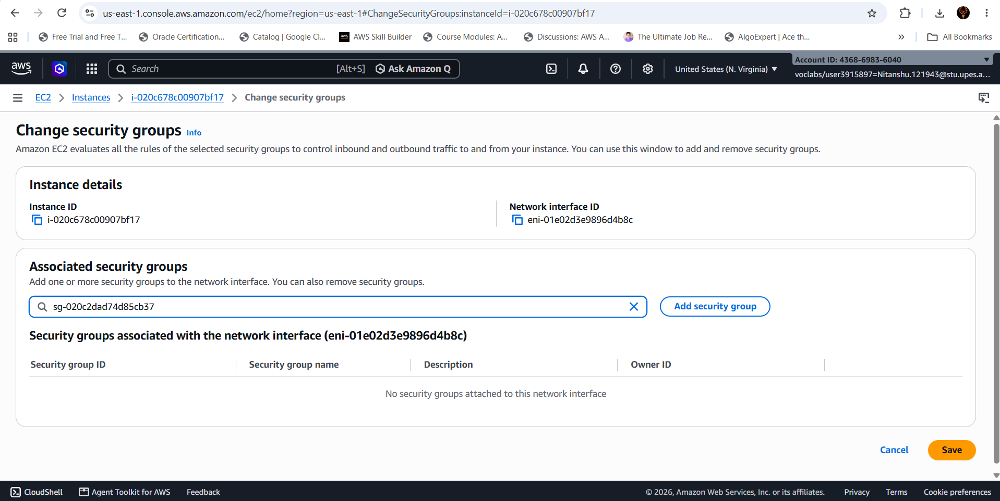 us-east-1.console.aws.amazon.com/ec2/home?region=us-east-1#ChangeSecurityGroups:instanceId=i-020c678c00907bf17
Free Trial and Free T... Oracle Certification... Catalog | Google Cl... aws AWS Skill Builder Course Modules: A... Discussions: AWS A... The Ultimate Job Re... AlgoExpert | Ace th... » All Bookmarks
aws Search [Alt+S] Ask Amazon Q United States (N. Virginia) Account ID: 4368-6983-6040
voclabs/user3915897=Nitanshu.121943@stu.upes.a...
EC2 Instances i-020c678c00907bf17 Change security groups
Change security groups Info
Amazon EC2 evaluates all the rules of the selected security groups to control inbound and outbound traffic to and from your instance. You can use this window to add and remove security groups.
Instance details
Instance ID Network interface ID
i-020c678c00907bf17 eni-01e02d3e9896d4b8c
Associated security groups
Add one or more security groups to the network interface. You can also remove security groups.
sg-020c2dad74d85cb37 Add security group
Security groups associated with the network interface (eni-01e02d3e9896d4b8c)
Security group ID Security group name Description Owner ID
No security groups attached to this network interface
Cancel Save
CloudShell Agent Toolkit for AWS Feedback © 2026, Amazon Web Services, Inc. or its affiliates. Privacy Terms Cookie preferences